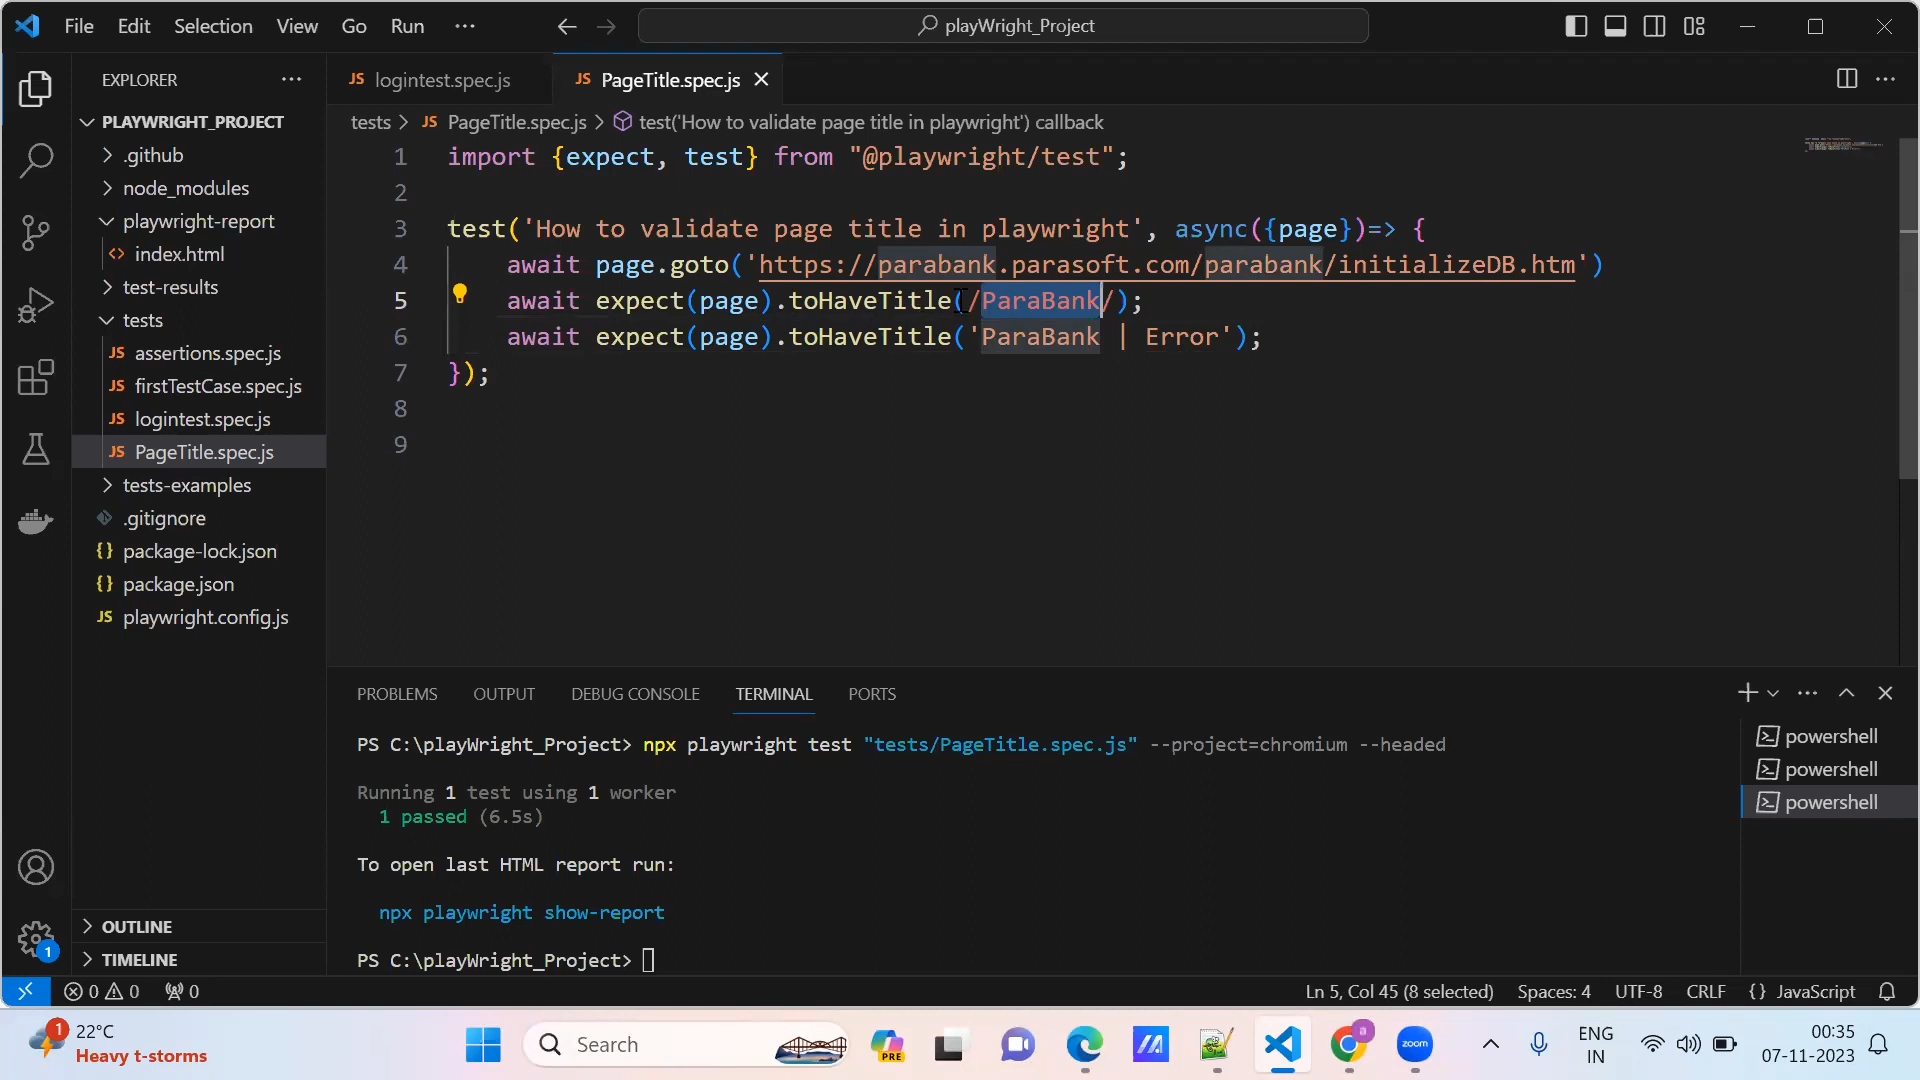 File Edit Selection View Go Run ··· playWright_Project
EXPLORER ···
PLAYWRIGHT_PROJECT
.github
node_modules
playwright-report
<> index.html
test-results
tests
JS assertions.spec.js
JS firstTestCase.spec.js
JS logintest.spec.js
JS PageTitle.spec.js
tests-examples
.gitignore
{} package-lock.json
{} package.json
JS playwright.config.js
OUTLINE
TIMELINE
1
JS logintest.spec.js JS PageTitle.spec.js
tests > JS PageTitle.spec.js > test('How to validate page title in playwright') callback
1 import {expect, test} from "@playwright/test";
2
3 test('How to validate page title in playwright', async({page})=> {
4 await page.goto('https://parabank.parasoft.com/parabank/initializeDB.htm')
5 await expect(page).toHaveTitle(/ParaBank/);
6 await expect(page).toHaveTitle('ParaBank | Error');
7 });
8
9
PROBLEMS OUTPUT DEBUG CONSOLE TERMINAL PORTS
PS C:\playWright_Project> npx playwright test "tests/PageTitle.spec.js" --project=chromium --headed
Running 1 test using 1 worker
1 passed (6.5s)
To open last HTML report run:
npx playwright show-report
PS C:\playWright_Project>
powershell
powershell
powershell
0 0 0 Ln 5, Col 45 (8 selected) Spaces: 4 UTF-8 CRLF {} JavaScript
1
22°C
Heavy t-storms
Search
PRE
a
zoom
ENG
IN
00:35
07-11-2023